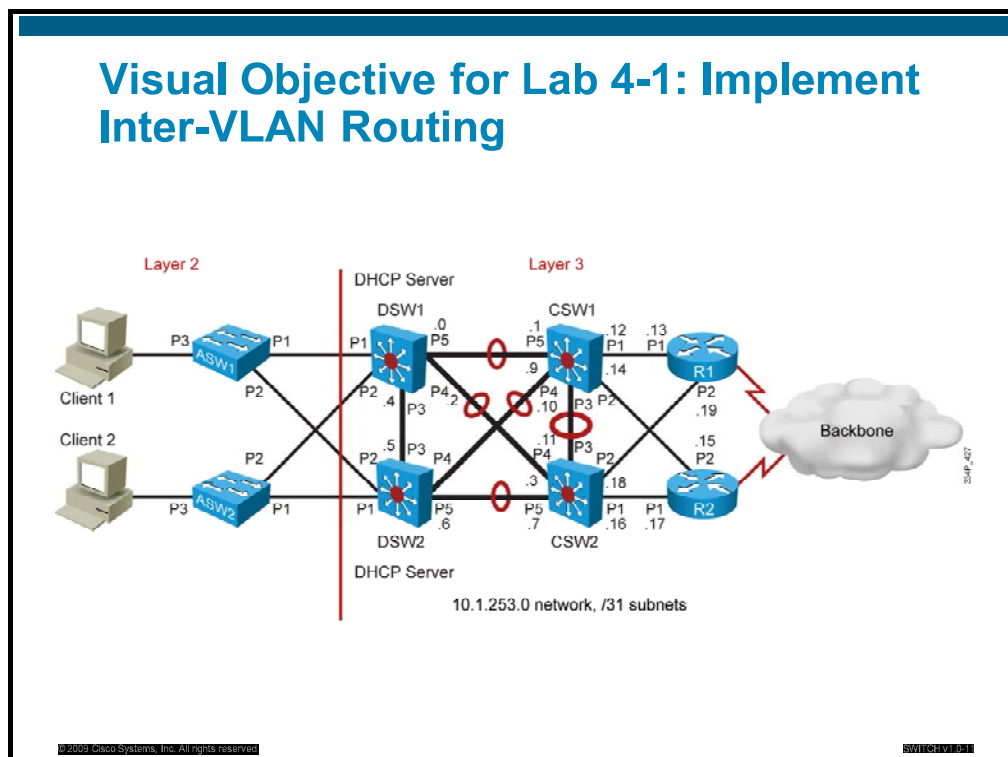 Visual Objective for Lab 4-1: Implement
Inter-VLAN Routing
Layer 2
Layer 3
DHCP Server
DSW1
CSW1
.0
.1
.12
.13
P3
ASW1
P1
P1
P5
P5
P1
P1
R1
.9
.14
Client 1
P2
P2
P4
.2
P4
P2
P2
.4
P3
.10
P3
.19
Client 2
.5
.11
.15
Backbone
P2
P2
P3
P4
P4
P3
P2
P2
.3
.18
P3
ASW2
P1
P1
P5
P5
P1
P1
R2
.6
.7
.16
.17
DSW2
CSW2
DHCP Server
10.1.253.0 network, /31 subnets
334P_427
© 2009 Cisco Systems, Inc. All rights reserved.
SWITCH v1.0-11